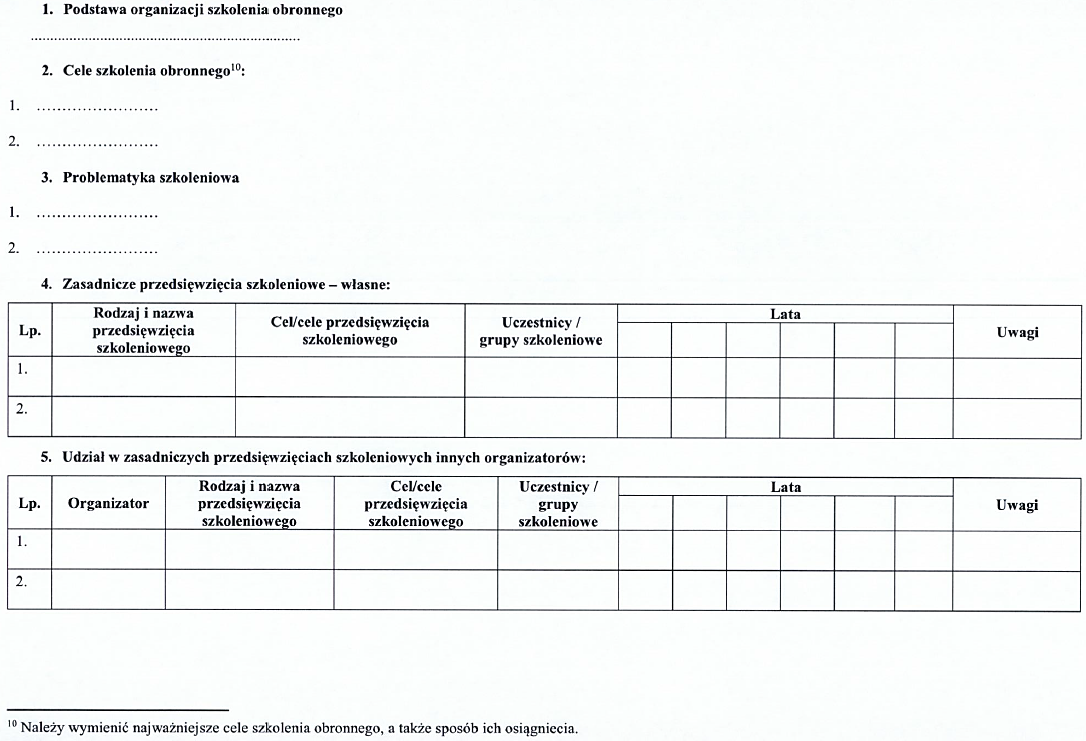 1. Podstawa organizacji szkolenia obronnego
................................................................................
2. Cele szkolenia obronnego¹⁰:
1. ........................
2. ........................
3. Problematyka szkoleniowa
1. ........................
2. ........................
4. Zasadnicze przedsięwzięcia szkoleniowe – własne:
Lp.
Rodzaj i nazwa
przedsięwzięcia
szkoleniowego
Cel/cele przedsięwzięcia
szkoleniowego
Uczestnicy /
grupy szkoleniowe
Lata
Uwagi
1.
2.
5. Udział w zasadniczych przedsięwzięciach szkoleniowych innych organizatorów:
Lp.
Organizator
Rodzaj i nazwa
przedsięwzięcia
szkoleniowego
Cel/cele
przedsięwzięcia
szkoleniowego
Uczestnicy /
grupy
szkoleniowe
Lata
Uwagi
1.
2.
¹⁰ Należy wymienić najważniejsze cele szkolenia obronnego, a także sposób ich osiągniecia.